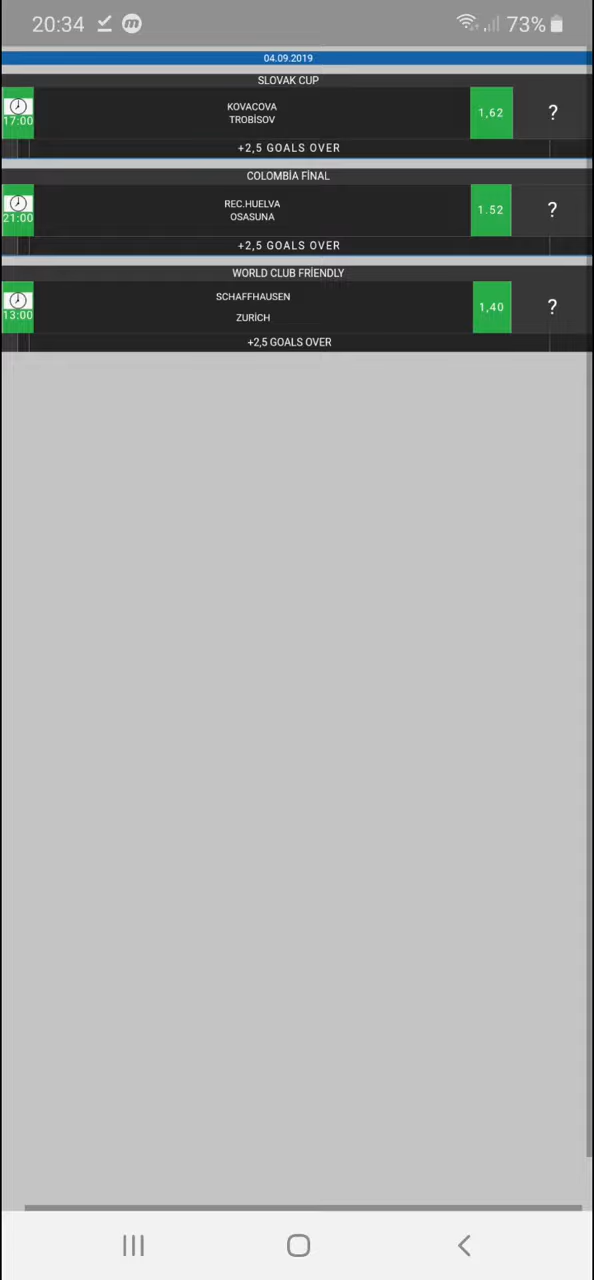 20:34 73%
04.09.2019
SLOVAK CUP
17:00
KOVACOVA
TROBİSOV
1,62
?
+2,5 GOALS OVER
COLOMBİA FİNAL
21:00
REC.HUELVA
OSASUNA
1.52
?
+2,5 GOALS OVER
WORLD CLUB FRİENDLY
13:00
SCHAFFHAUSEN
ZURİCH
1,40
?
+2,5 GOALS OVER